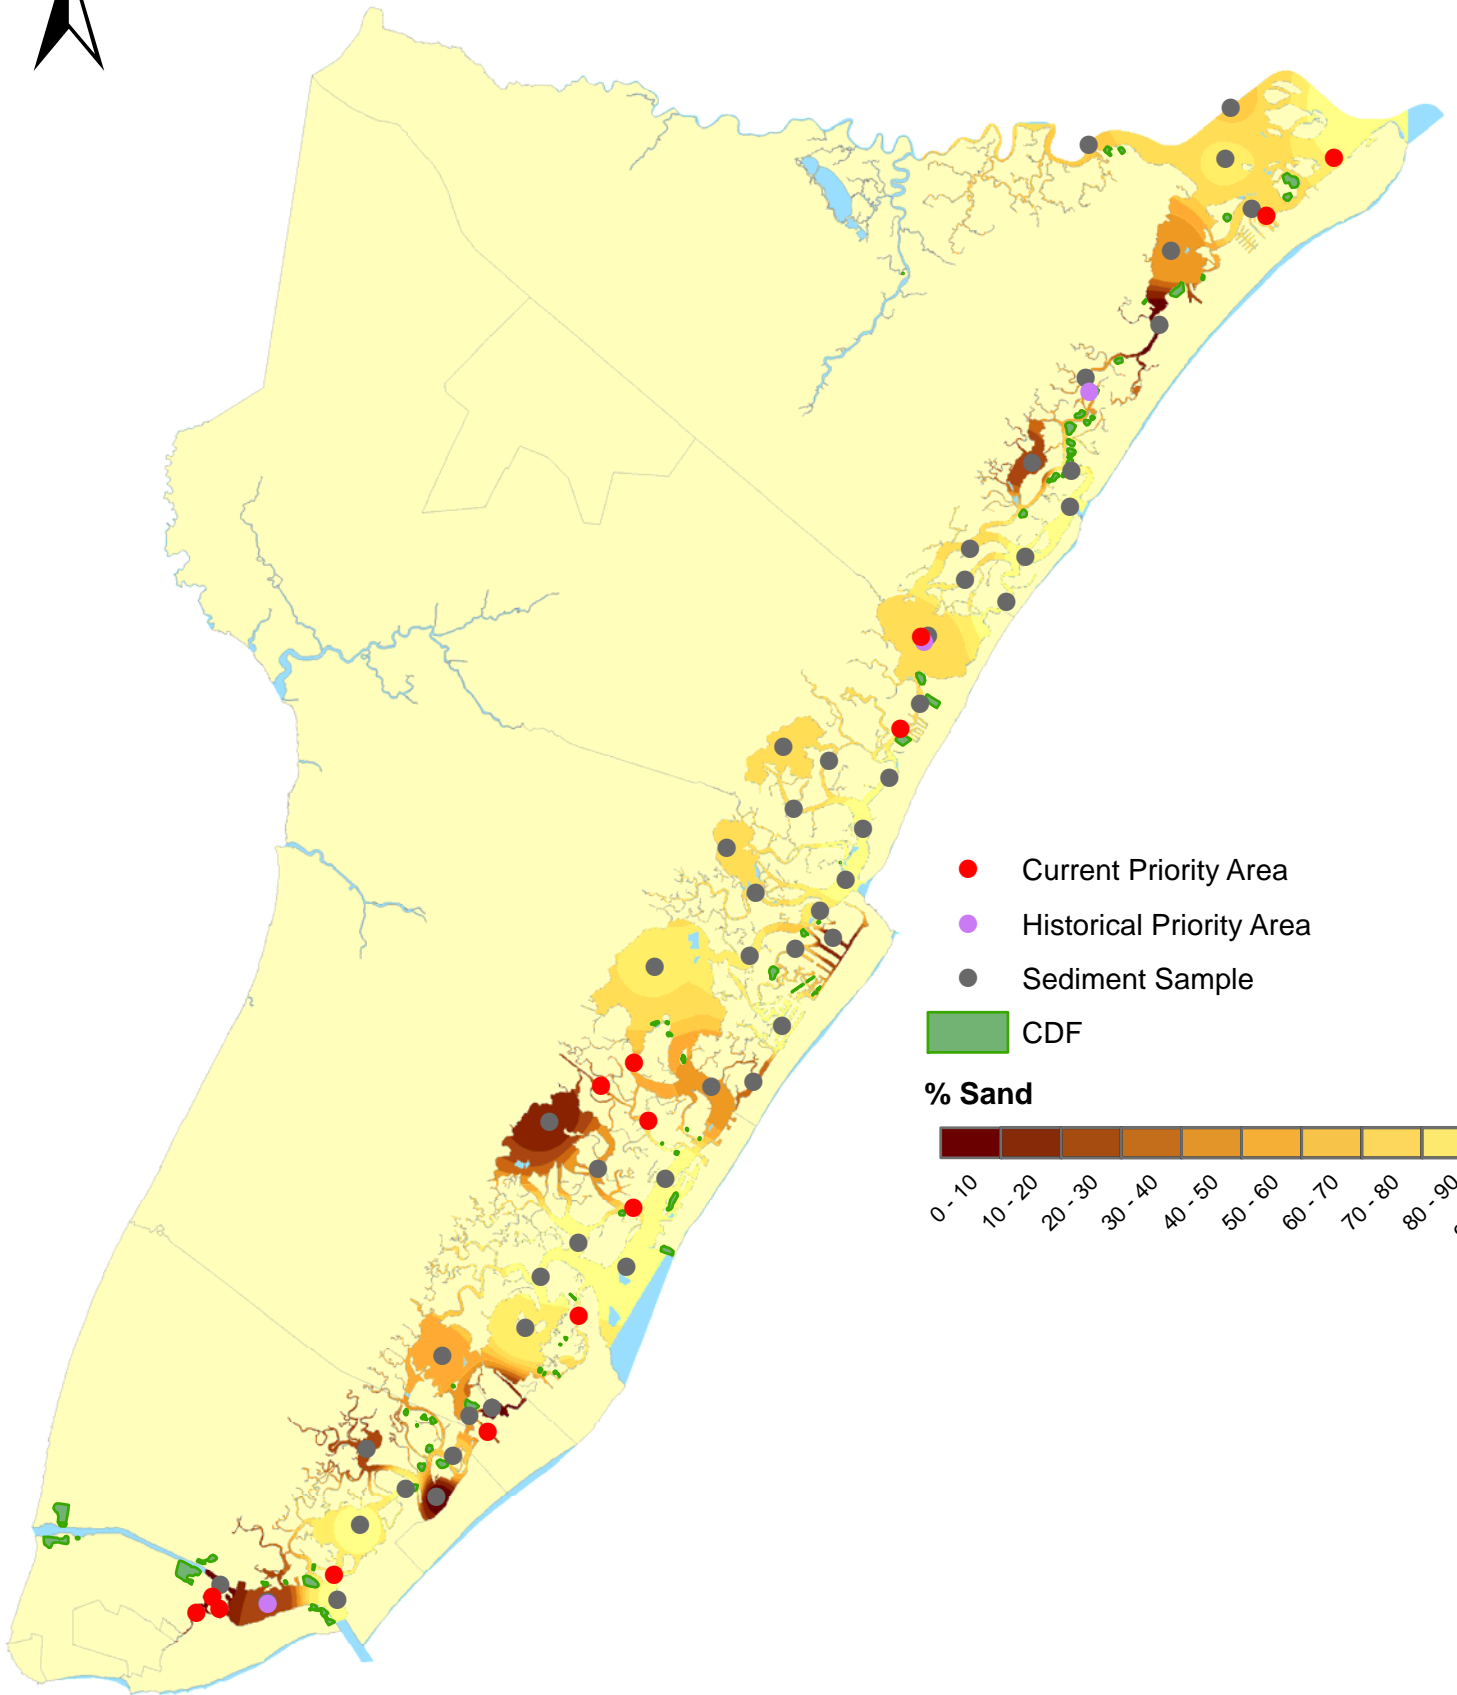 Current Priority Area
Historical Priority Area
Sediment Sample
CDF
% Sand
0 - 10
10 - 20
20 - 30
30 - 40
40 - 50
50 - 60
60 - 70
70 - 80
80 - 90